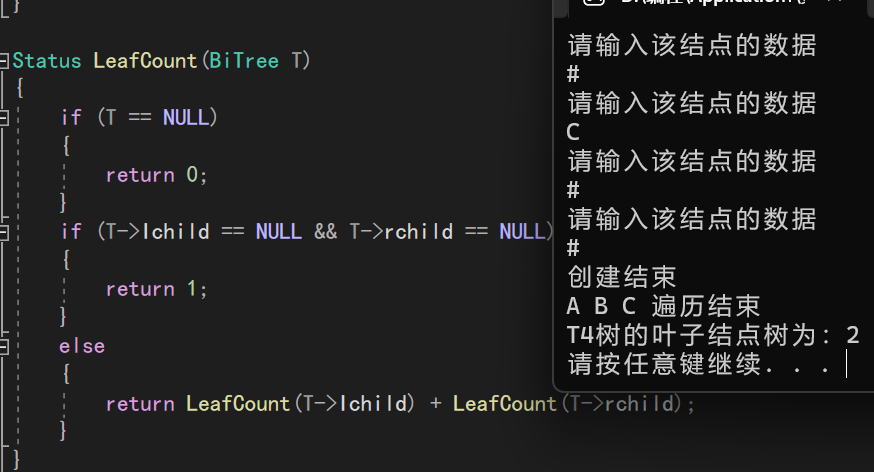 }
Status LeafCount(BiTree T)
{
if (T == NULL)
{
return 0;
}
if (T->lchild == NULL && T->rchild == NULL)
{
return 1;
}
else
{
return LeafCount(T->lchild) + LeafCount(T->rchild);
}
}
请输入该结点的数据
#
请输入该结点的数据
C
请输入该结点的数据
#
请输入该结点的数据
#
创建结束
A B C 遍历结束
T4树的叶子结点树为: 2
请按任意键继续. . .